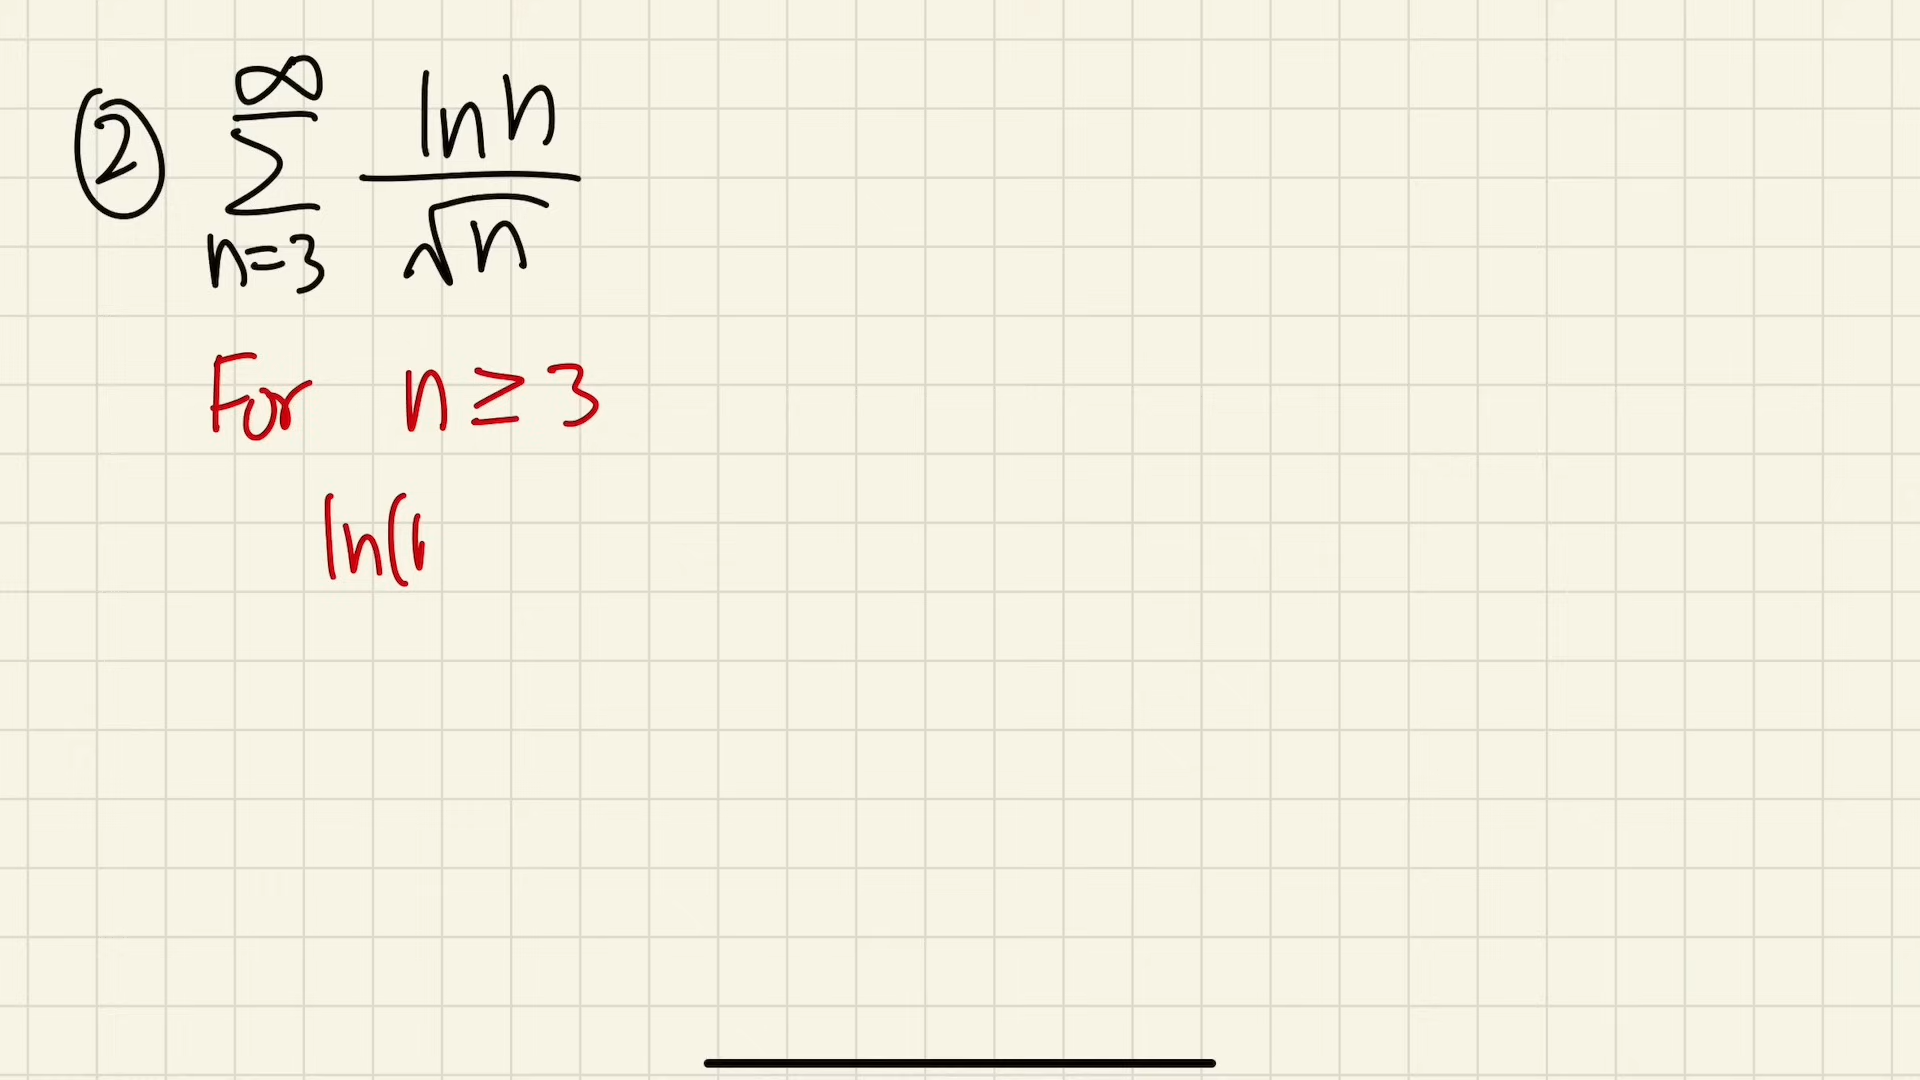 ② ∞∑n=3 ln n / √n
For n ≥ 3
ln(